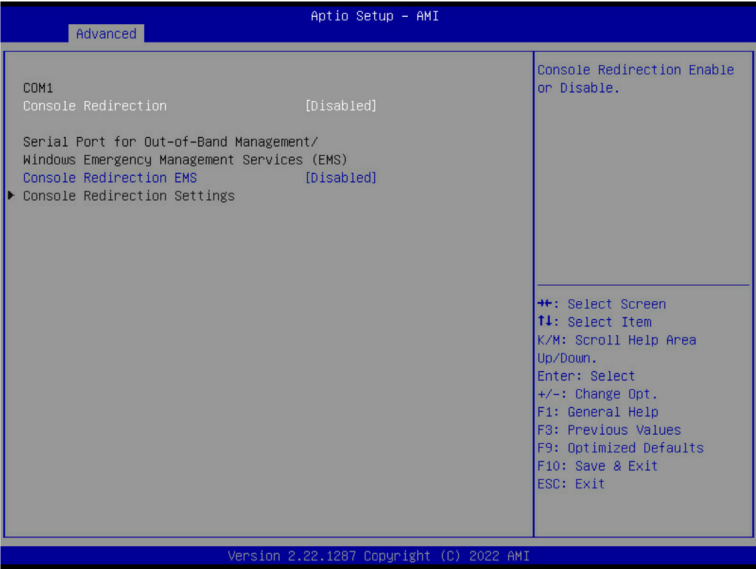 Aptio Setup – AMI
Advanced
COM1
Console Redirection [Disabled]
Serial Port for Out-of-Band Management/
Windows Emergency Management Services (EMS)
Console Redirection EMS [Disabled]
▶ Console Redirection Settings
Console Redirection Enable
or Disable.
→←: Select Screen
↑↓: Select Item
K/M: Scroll Help Area
Up/Down.
Enter: Select
+/-: Change Opt.
F1: General Help
F3: Previous Values
F9: Optimized Defaults
F10: Save & Exit
ESC: Exit
Version 2.22.1287 Copyright (C) 2022 AMI